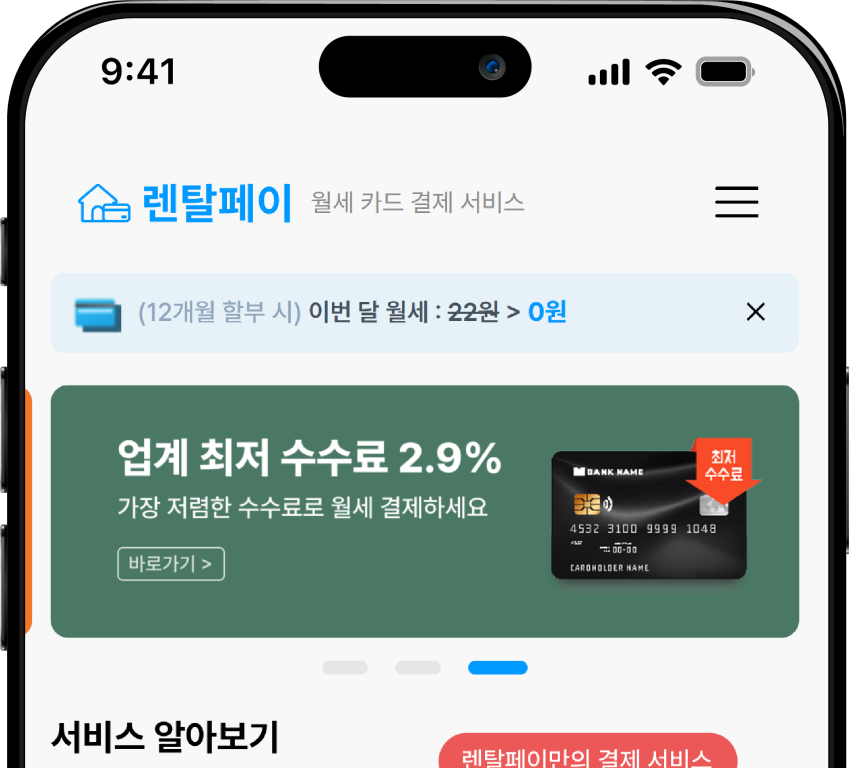 9:41
렌탈페이 월세 카드 결제 서비스
(12개월 할부 시) 이번 달 월세 : 22원 > 0원
업계 최저 수수료 2.9%
가장 저렴한 수수료로 월세 결제하세요
바로가기 >
최저
수수료
BANK NAME
4532 3100 9999 1048
00-00
CARDHOLDER NAME
서비스 알아보기
렌탈페이만의 결제 서비스